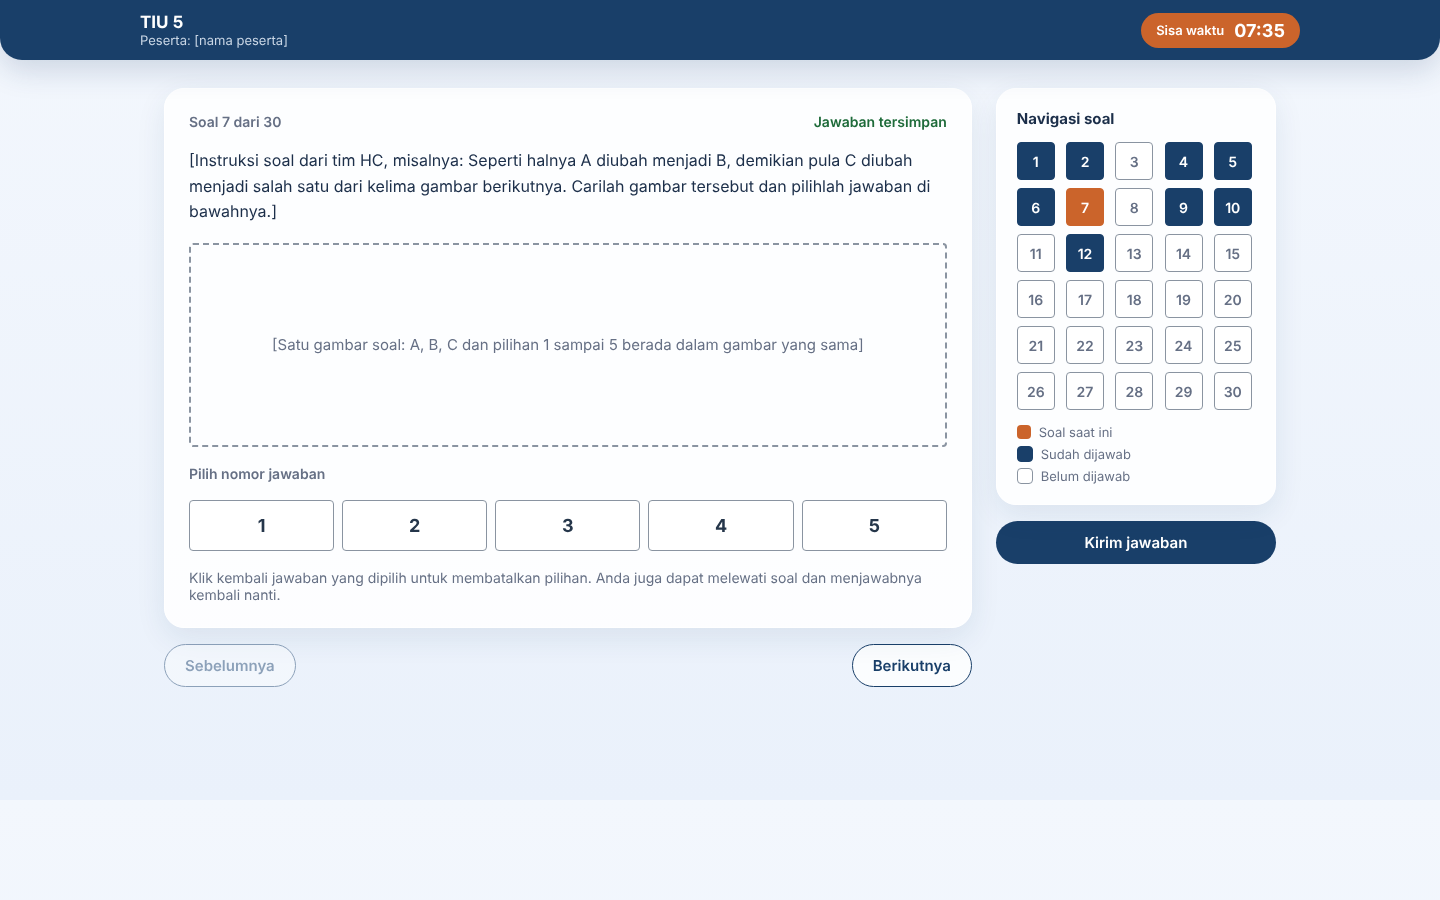 TIU 5
Peserta: [nama peserta]
Sisa waktu 07:35
Soal 7 dari 30
Jawaban tersimpan
[Instruksi soal dari tim HC, misalnya: Seperti halnya A diubah menjadi B, demikian pula C diubah
menjadi salah satu dari kelima gambar berikutnya. Carilah gambar tersebut dan pilihlah jawaban di
bawahnya.]
[Satu gambar soal: A, B, C dan pilihan 1 sampai 5 berada dalam gambar yang sama]
Pilih nomor jawaban
1 2 3 4 5
Klik kembali jawaban yang dipilih untuk membatalkan pilihan. Anda juga dapat melewati soal dan menjawabnya
kembali nanti.
Sebelumnya
Berikutnya
Navigasi soal
1 2 3 4 5
6 7 8 9 10
11 12 13 14 15
16 17 18 19 20
21 22 23 24 25
26 27 28 29 30
Soal saat ini
Sudah dijawab
Belum dijawab
Kirim jawaban